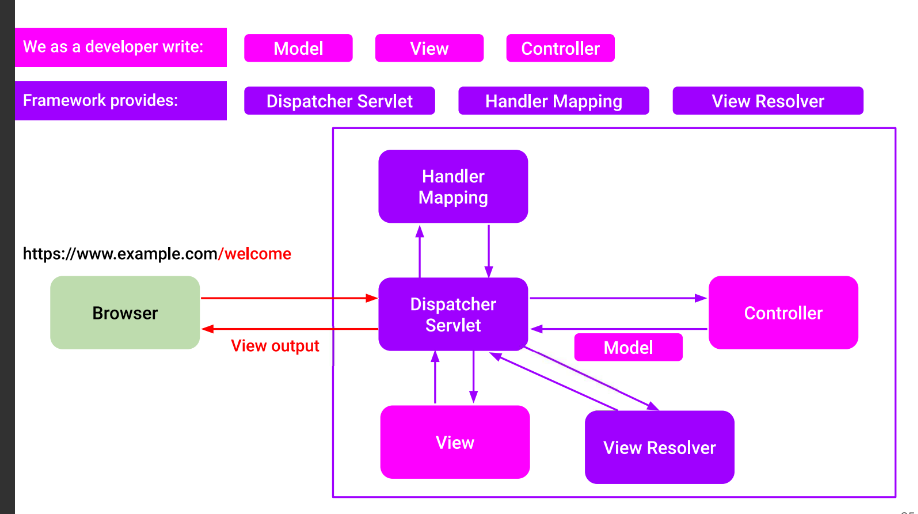 We as a developer write: Model View Controller
Framework provides: Dispatcher Servlet Handler Mapping View Resolver
Handler
Mapping
https://www.example.com/welcome
Browser
Dispatcher
Servlet
Controller
View output
Model
View
View Resolver